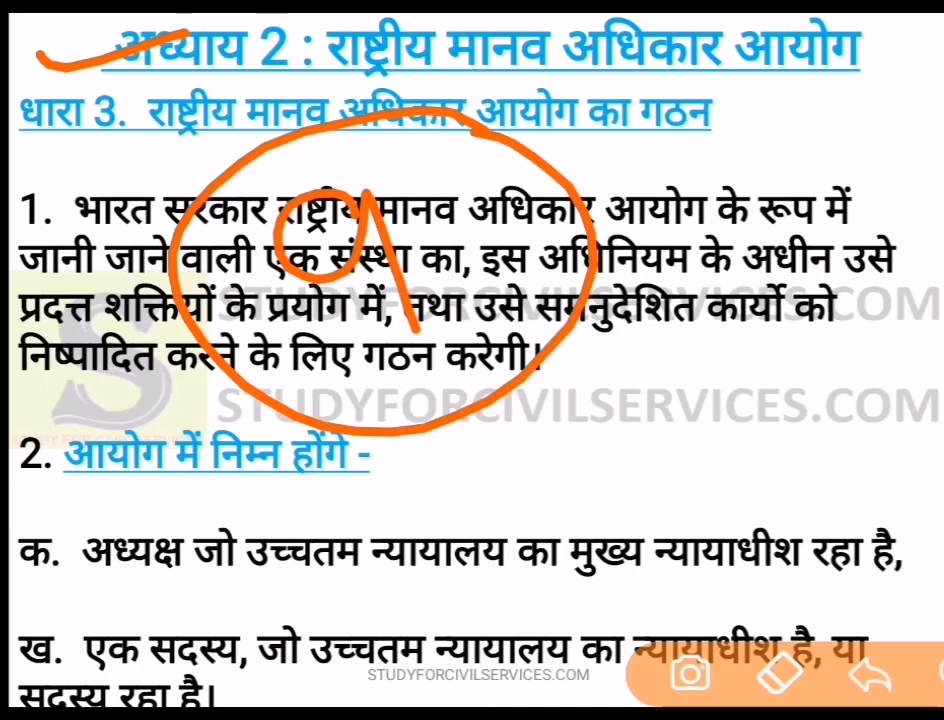 अध्याय 2 : राष्ट्रीय मानव अधिकार आयोग
धारा 3. राष्ट्रीय मानव अधिकार आयोग का गठन
1. भारत सरकार राष्ट्रीय मानव अधिकार आयोग के रूप में
जानी जाने वाली एक संस्था का, इस अधिनियम के अधीन उसे
प्रदत्त शक्तियों के प्रयोग में, तथा उसे समनुदेशित कार्यो को
STUDYFORCIVILSERVICES.COM
निष्पादित करने के लिए गठन करेगी।
STUDYFORCIVILSERVICES.COM
2. आयोग में निम्न होंगे -
क. अध्यक्ष जो उच्चतम न्यायालय का मुख्य न्यायाधीश रहा है,
ख. एक सदस्य, जो उच्चतम न्यायालय का न्यायाधीश है, या
STUDYFORCIVILSERVICES.COM
सदस्य रहा है।